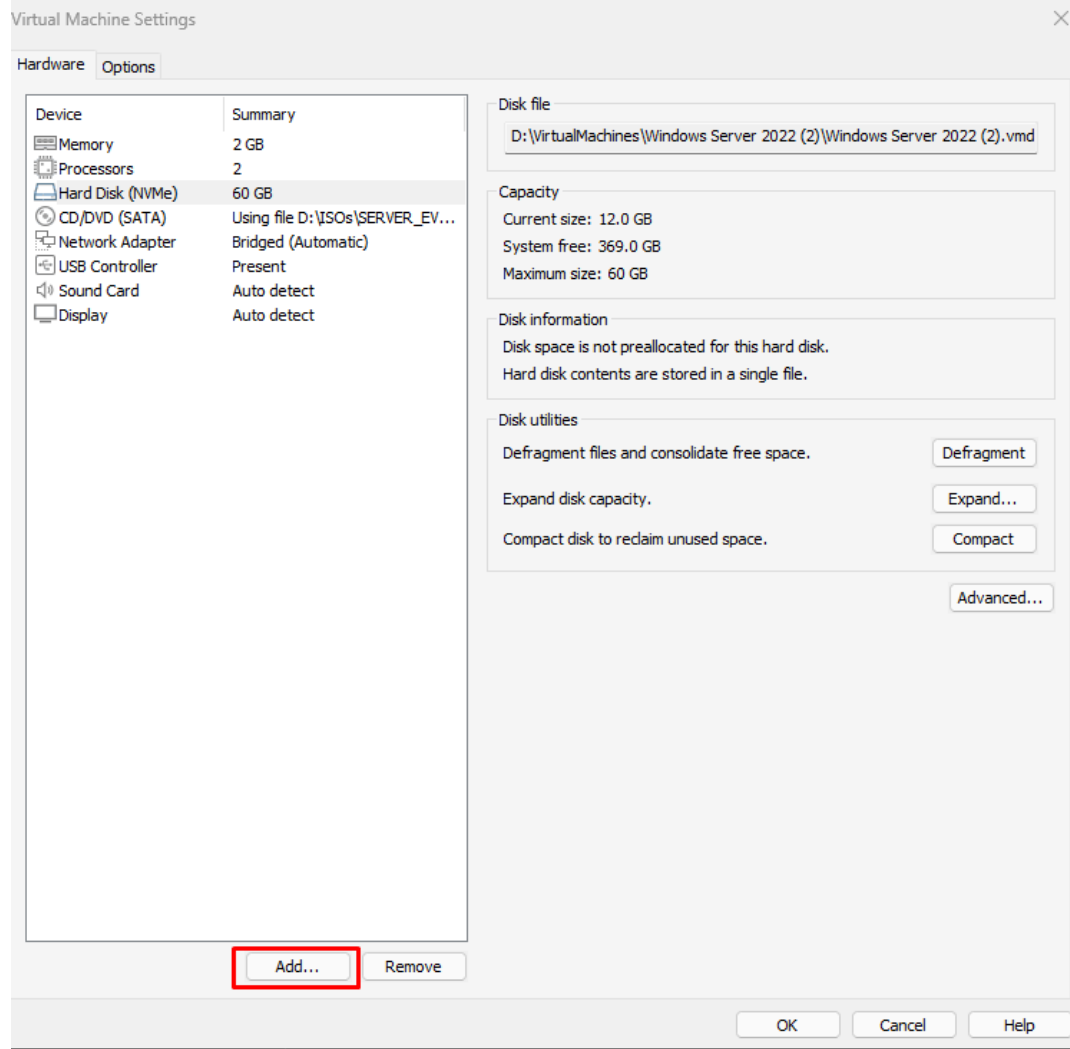 Virtual Machine Settings
Hardware Options
Device Summary
Memory 2 GB
Processors 2
Hard Disk (NVMe) 60 GB
CD/DVD (SATA) Using file D:\ISOs\SERVER_EV...
Network Adapter Bridged (Automatic)
USB Controller Present
Sound Card Auto detect
Display Auto detect
Add... Remove
Disk file
D:\VirtualMachines\Windows Server 2022 (2)\Windows Server 2022 (2).vmd
Capacity
Current size: 12.0 GB
System free: 369.0 GB
Maximum size: 60 GB
Disk information
Disk space is not preallocated for this hard disk.
Hard disk contents are stored in a single file.
Disk utilities
Defragment files and consolidate free space. Defragment
Expand disk capacity. Expand...
Compact disk to reclaim unused space. Compact
Advanced...
OK Cancel Help